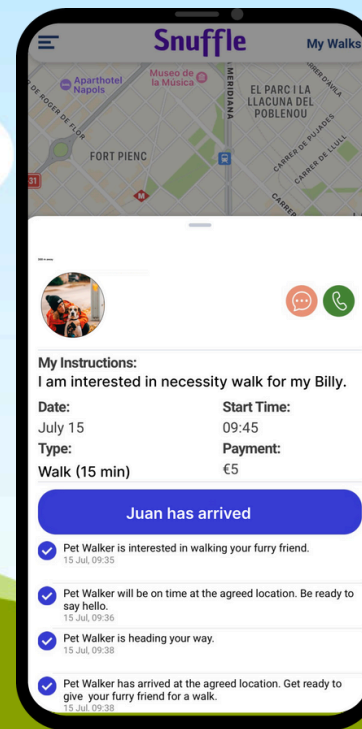 Snuffle
My Walks
Aparthotel
Napols
Museo de
la Música
MERIDIANA
EL PARC I LA
LLACUNA DEL
POBLENOU
DE ROGER DE FLOR
FORT PIENC
CARRER DE PUJADES
CARRER DE LLULL
31
M
My Instructions:
I am interested in necessity walk for my Billy.
Date:
Start Time:
July 15
09:45
Type:
Payment:
Walk (15 min)
€5
Juan has arrived
Pet Walker is interested in walking your furry friend.
15 Jul, 09:35
Pet Walker will be on time at the agreed location. Be ready to
say hello.
15 Jul, 09:36
Pet Walker is heading your way.
15 Jul, 09:38
Pet Walker has arrived at the agreed location. Get ready to
give your furry friend for a walk.
15 Jul, 09:38